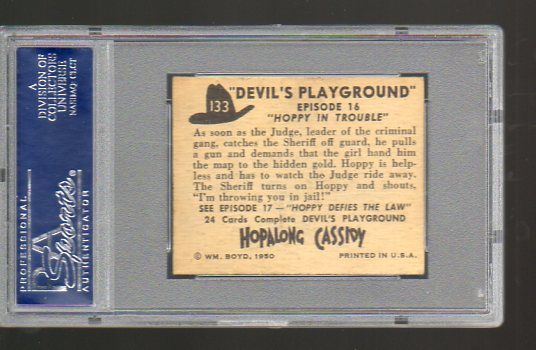 133
"DEVIL'S PLAYGROUND"
EPISODE 16
"HOPPY IN TROUBLE"
As soon as the Judge, leader of the criminal
gang, catches the Sheriff off guard, he pulls
a gun and demands that the girl hand him
the map to the hidden gold. Hoppy is help-
less and has to watch the Judge ride away.
The Sheriff turns on Hoppy and shouts,
"I'm throwing you in jail!"
SEE EPISODE 17 — "HOPPY DEFIES THE LAW"
24 Cards Complete DEVIL'S PLAYGROUND
HOPALONG CASSIDY
© WM. BOYD, 1950 PRINTED IN U.S.A.
A
DIVISION OF
COLLECTORS
UNIVERSE
NASDAQ: CLCT
PROFESSIONAL
PSA
Sports
AUTHENTICATOR
®